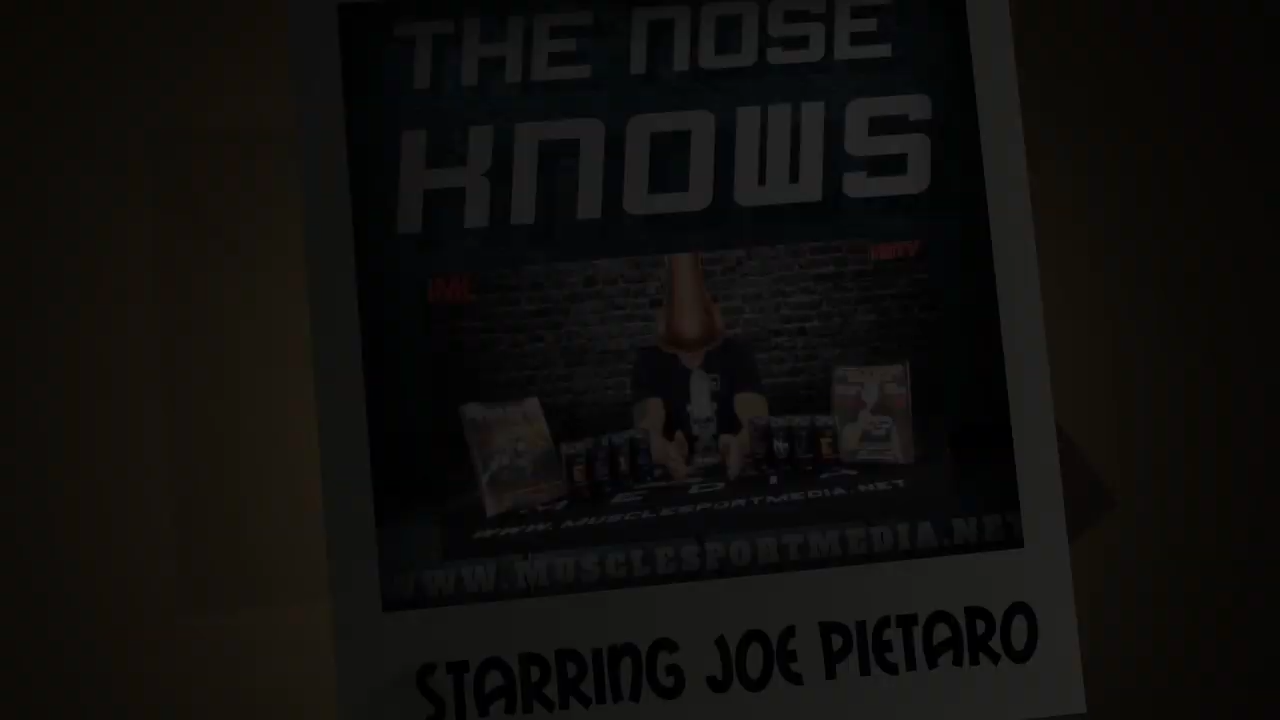 THE NOSE
KNOWS
M E D I A
WWW.MUSCLESPORTMEDIA.NET
WWW.MUSCLESPORTMEDIA.NET
STARRING JOE PIETARO